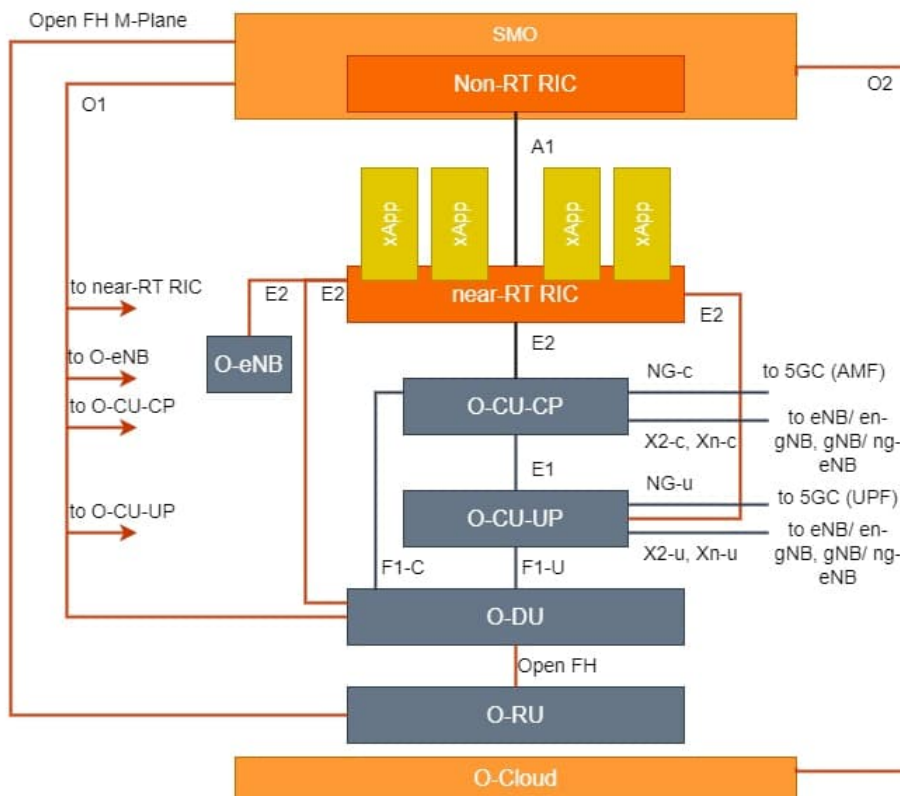 Open FH M-Plane
SMO
Non-RT RIC
O1
O2
A1
xApp
xApp
xApp
xApp
to near-RT RIC
E2
E2
near-RT RIC
E2
to O-eNB
O-eNB
E2
to O-CU-CP
O-CU-CP
NG-c
to 5GC (AMF)
X2-c, Xn-c
to eNB/ en-
gNB, gNB/ ng-
eNB
E1
NG-u
to 5GC (UPF)
to O-CU-UP
O-CU-UP
X2-u, Xn-u
to eNB/ en-
gNB, gNB/ ng-
eNB
F1-C
F1-U
O-DU
Open FH
O-RU
O-Cloud